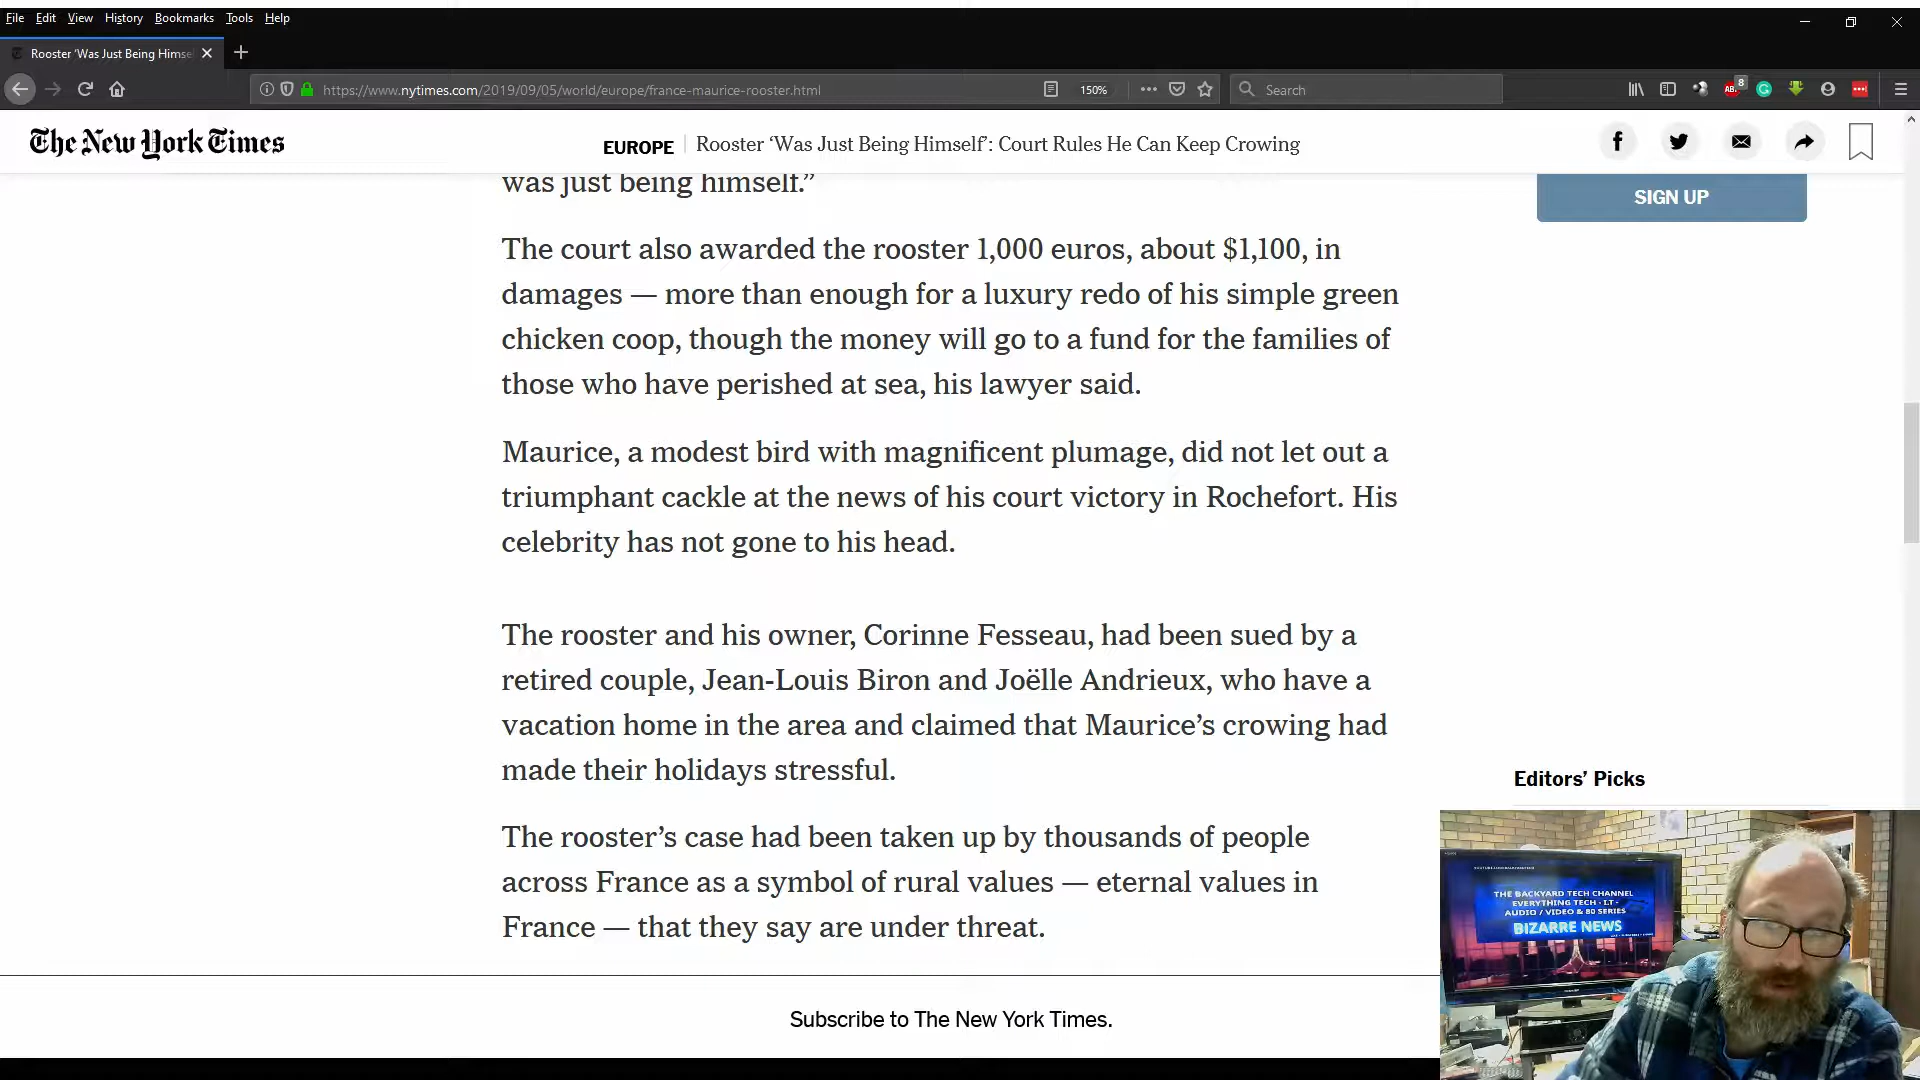 File Edit View History Bookmarks Tools Help
Rooster ‘Was Just Being Himse
https://www.nytimes.com/2019/09/05/world/europe/france-maurice-rooster.html
150%
Search
8
The New York Times
EUROPE
Rooster ‘Was Just Being Himself’: Court Rules He Can Keep Crowing
was just being himself.”
SIGN UP
The court also awarded the rooster 1,000 euros, about $1,100, in
damages — more than enough for a luxury redo of his simple green
chicken coop, though the money will go to a fund for the families of
those who have perished at sea, his lawyer said.
Maurice, a modest bird with magnificent plumage, did not let out a
triumphant cackle at the news of his court victory in Rochefort. His
celebrity has not gone to his head.
The rooster and his owner, Corinne Fesseau, had been sued by a
retired couple, Jean-Louis Biron and Joëlle Andrieux, who have a
vacation home in the area and claimed that Maurice’s crowing had
made their holidays stressful.
Editors’ Picks
The rooster’s case had been taken up by thousands of people
across France as a symbol of rural values — eternal values in
France — that they say are under threat.
THE BACKYARD TECH CHANNEL
EVERYTHING TECH - I.T -
AUDIO / VIDEO & 80 SERIES
BIZARRE NEWS
Subscribe to The New York Times.